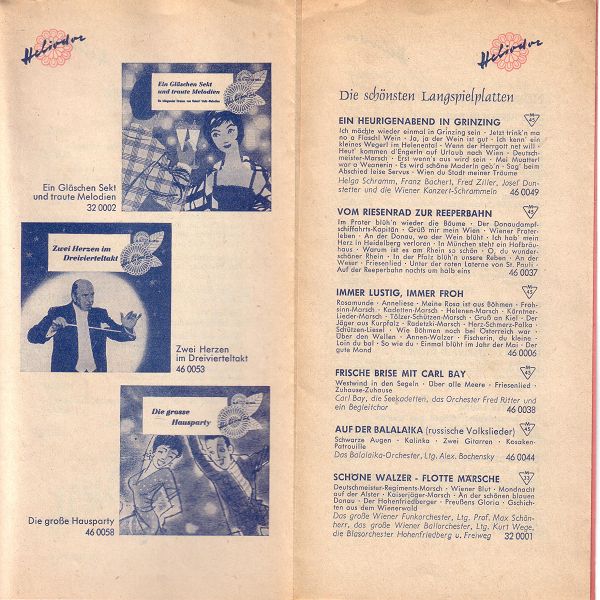 Heliodor
Ein Gläschen Sekt
und traute Melodien
Ein Gläschen Sekt
und traute Melodien
32 0002
Zwei Herzen im
Dreivierteltakt
Zwei Herzen
im Dreivierteltakt
46 0053
Die grosse
Hausparty
Die große Hausparty
46 0058
Heliodor
Die schönsten Langspielplatten
EIN HEURIGENABEND IN GRINZING
M 45
Ich möchte wieder einmal in Grinzing sein · Jetzt trink'n ma
no a Flascherl Wein · Ja, ja der Wein ist gut · Ich kenn' ein
kleines Wegerl im Helenental · Wenn der Herrgott net will ·
Heut' kommen d'Engerln auf Urlaub nach Wien · Deutsch-
meister-Marsch · Erst wenn's aus wird sein · Mei Muatterl
war a Weanerin · Es wird schöne Maderln geb'n · Sag' beim
Abschied leise Servus · Wien du Stadt meiner Träume
Helga Schramm, Franz Bacherl, Fred Ziller, Josef Dun-
stetter und die Wiener Konzert-Schrammeln 46 0049
VOM RIESENRAD ZUR REEPERBAHN
M 45
Im Prater blüh'n wieder die Bäume · Der Donaudampf-
schiffahrts-Kapitän · Grüß mir mein Wien · Wiener Prater-
leben · An der Donau, wo der Wein blüht · Ich hab' mein
Herz in Heidelberg verloren · In München steht ein Hofbräu-
haus · Warum ist es am Rhein so schön · O, du wunder-
schöner Rhein · In der Pfalz blüh'n unsere Reben · An der
Weser · Friesenlied · Unter der roten Laterne von St. Pauli ·
Auf der Reeperbahn nachts um halb eins 46 0037
IMMER LUSTIG, IMMER FROH
M 45
Rosamunde · Anneliese · Meine Rosa ist aus Böhmen · Froh-
sinn-Marsch · Kadetten-Marsch · Helenen-Marsch · Kärntner-
Lieder-Marsch · Tölzer-Schützen-Marsch · Gruß an Kiel · Der
Jäger aus Kurpfalz · Radetzki-Marsch · Herz-Schmerz-Polka ·
Schützen-Liesel · Wie Böhmen noch bei Österreich war ·
Über den Wellen · Annen-Walzer · Fischerin, du kleine ·
Loin du bal · So wie du · Einmal blüht im Jahr der Mai · Der
gute Mond 46 0006
FRISCHE BRISE MIT CARL BAY
M 45
Westwind in den Segeln · Über alle Meere · Friesenlied ·
Zuhause-Zuhause
Carl Bay, die Seekadetten, das Orchester Fred Ritter und
ein Begleitchor 46 0038
AUF DER BALALAIKA (russische Volkslieder)
M 45
Schwarze Augen · Kalinka · Zwei Gitarren · Kosaken-
Patrouille
Das Balalaika-Orchester, Ltg. Alex. Bachensky 46 0044
SCHÖNE WALZER - FLOTTE MÄRSCHE
M 33
Deutschmeister-Regiments-Marsch · Wiener Blut · Mondnacht
auf der Alster · Kaiserjäger-Marsch · An der schönen blauen
Donau · Der Hohenfriedberger · Preußens Gloria · Gschich-
ten aus dem Wienerwald
Das große Wiener Funkorchester, Ltg. Prof. Max Schön-
herr, das große Wiener Ballorchester, Ltg. Kurt Wege,
die Blasorchester Hohenfriedberg u. Freiweg 32 0001